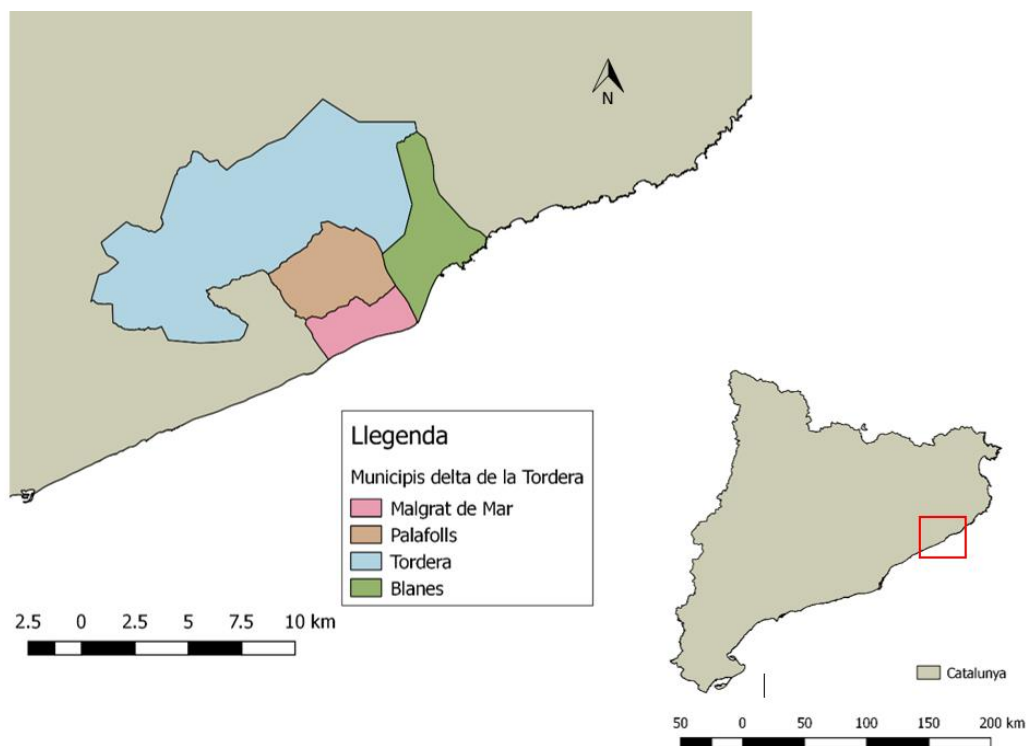 N
Llegenda
Municipis delta de la Tordera
Malgrat de Mar
Palafolls
Tordera
Blanes
2.5 0 2.5 5 7.5 10 km
Catalunya
50 0 50 100 150 200 km